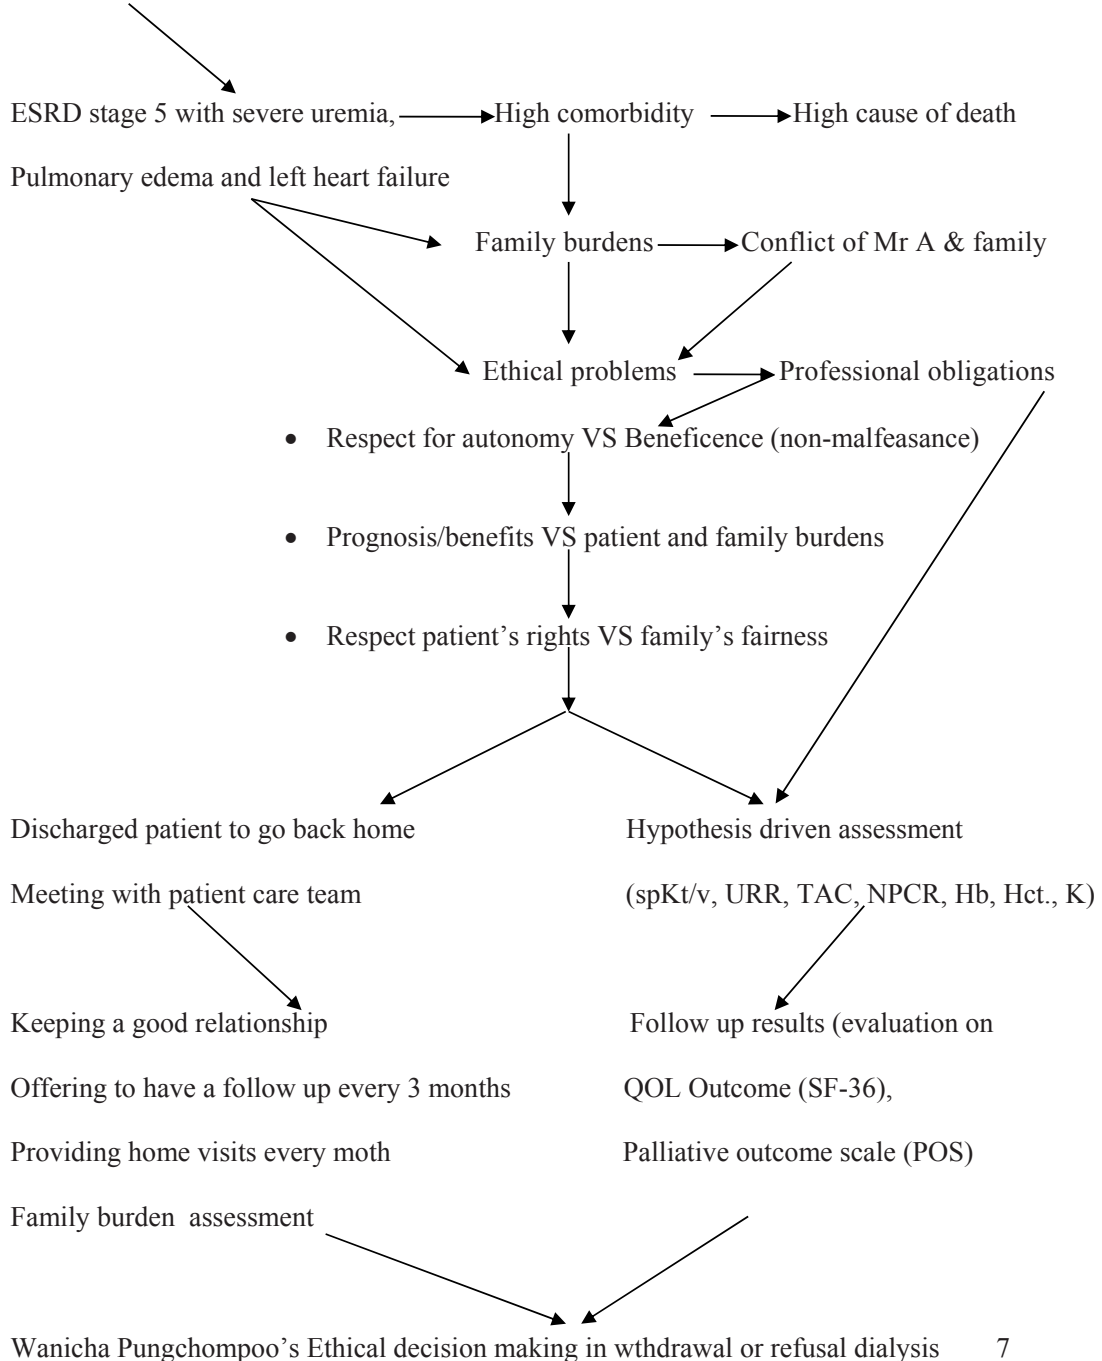 ESRD stage 5 with severe uremia, High comorbidity High cause of death
Pulmonary edema and left heart failure
Family burdens Conflict of Mr A & family
Ethical problems Professional obligations
• Respect for autonomy VS Beneficence (non-malfeasance)
• Prognosis/benefits VS patient and family burdens
• Respect patient’s rights VS family’s fairness
Discharged patient to go back home Hypothesis driven assessment
Meeting with patient care team (spKt/v, URR, TAC, NPCR, Hb, Hct., K)
Keeping a good relationship Follow up results (evaluation on
Offering to have a follow up every 3 months QOL Outcome (SF-36),
Providing home visits every moth Palliative outcome scale (POS)
Family burden assessment
Wanicha Pungchompoo’s Ethical decision making in wthdrawal or refusal dialysis 7